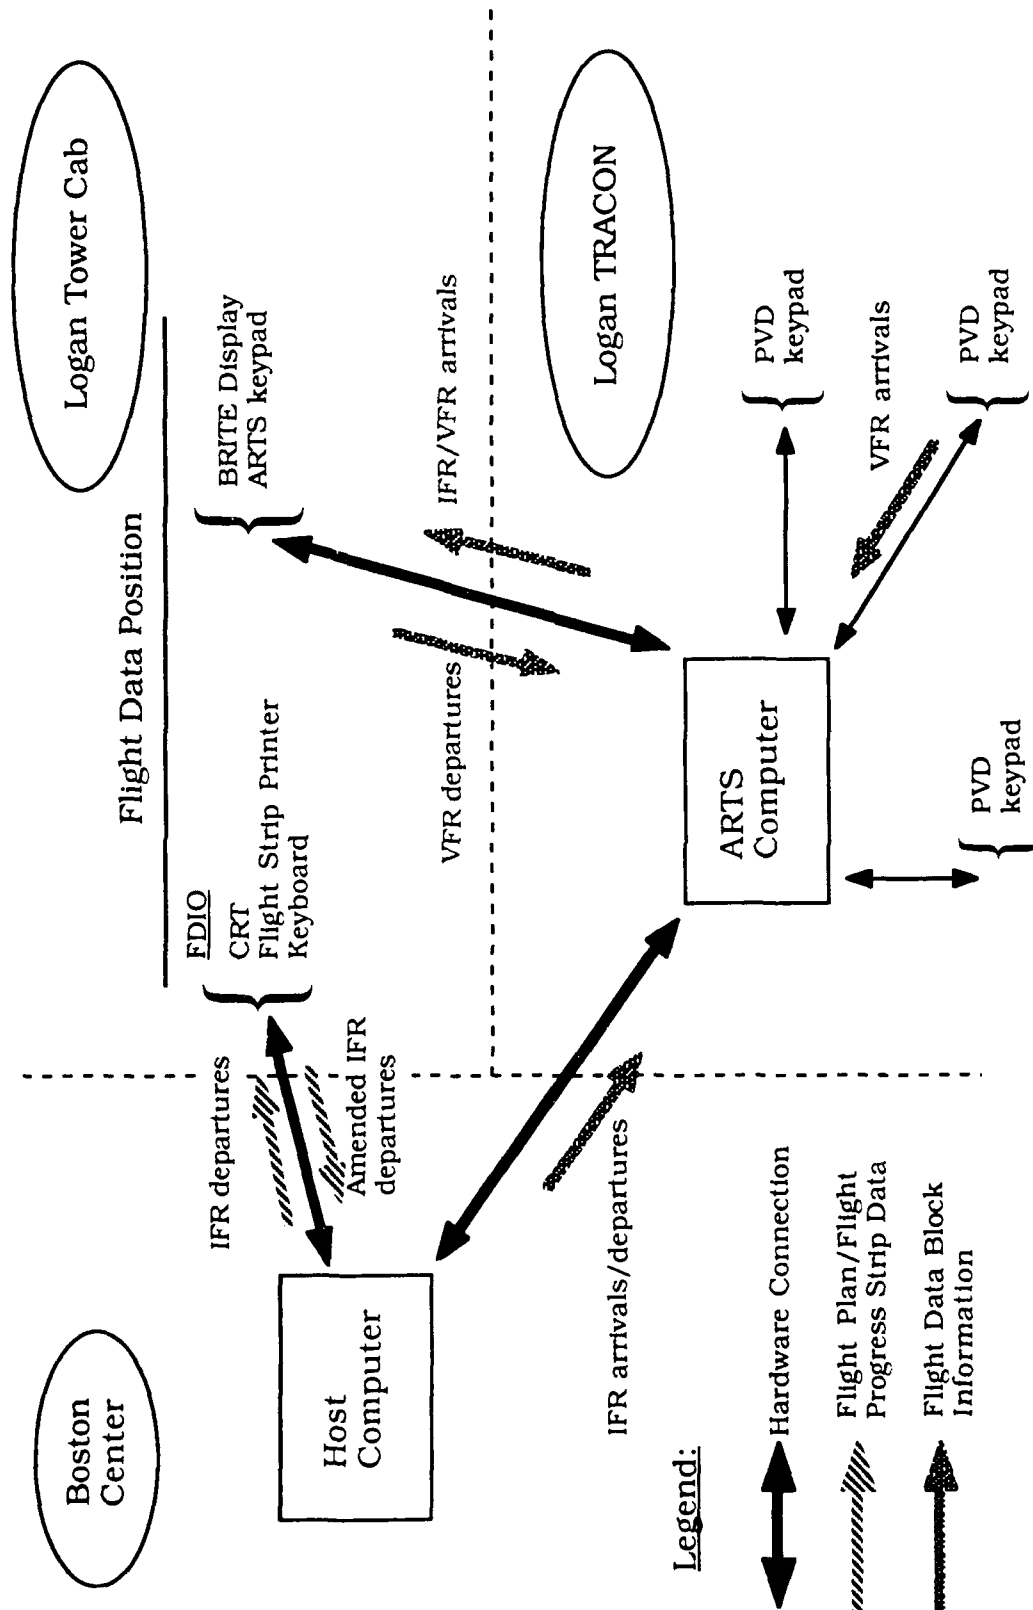 Boston
Center
Logan Tower Cab
Flight Data Position
IFR departures
FDIO
CRT
Flight Strip Printer
Keyboard
BRITE Display
ARTS keypad
Amended IFR
departures
Host
Computer
VFR departures
IFR/VFR arrivals
Logan TRACON
IFR arrivals/departures
ARTS
Computer
PVD
keypad
VFR arrivals
PVD
keypad
PVD
keypad
Legend:
Hardware Connection
Flight Plan/Flight
Progress Strip Data
Flight Data Block
Information